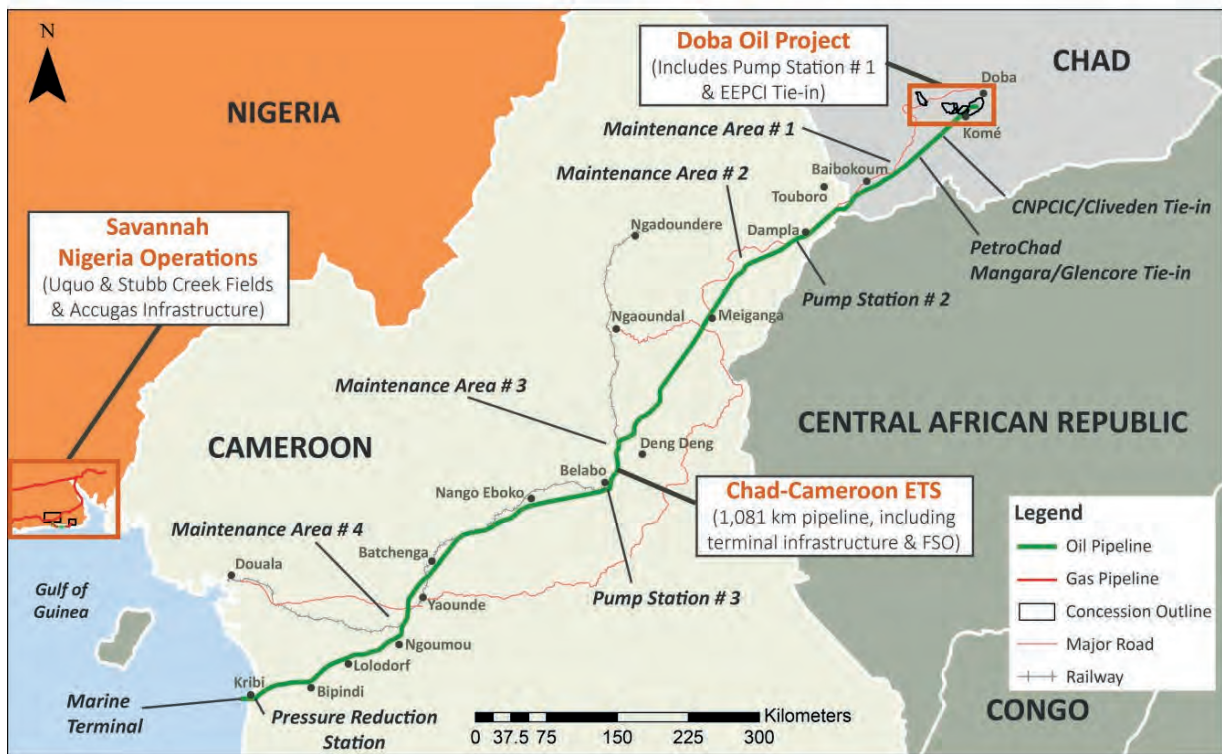 N
NIGERIA
Doba Oil Project
(Includes Pump Station # 1
& EEPCI Tie-in)
CHAD
Doba
Komé
Maintenance Area # 1
Maintenance Area # 2
Baibokoum
Touboro
CNPCIC/Cliveden Tie-in
Savannah
Nigeria Operations
(Uquo & Stubb Creek Fields
& Accugas Infrastructure)
Ngadoundere
Dampla
PetroChad
Mangara/Glencore Tie-in
Pump Station # 2
Ngaoundal
Meiganga
Maintenance Area # 3
CENTRAL AFRICAN REPUBLIC
CAMEROON
Deng Deng
Belabo
Nango Eboko
Chad-Cameroon ETS
(1,081 km pipeline, including
terminal infrastructure & FSO)
Maintenance Area # 4
Batchenga
Douala
Gulf of
Guinea
Yaounde
Pump Station # 3
Ngoumou
Lolodorf
Kribi
Bipindi
Marine
Terminal
Pressure Reduction
Station
Kilometers
0 37.5 75 150 225 300
Legend
Oil Pipeline
Gas Pipeline
Concession Outline
Major Road
Railway
CONGO